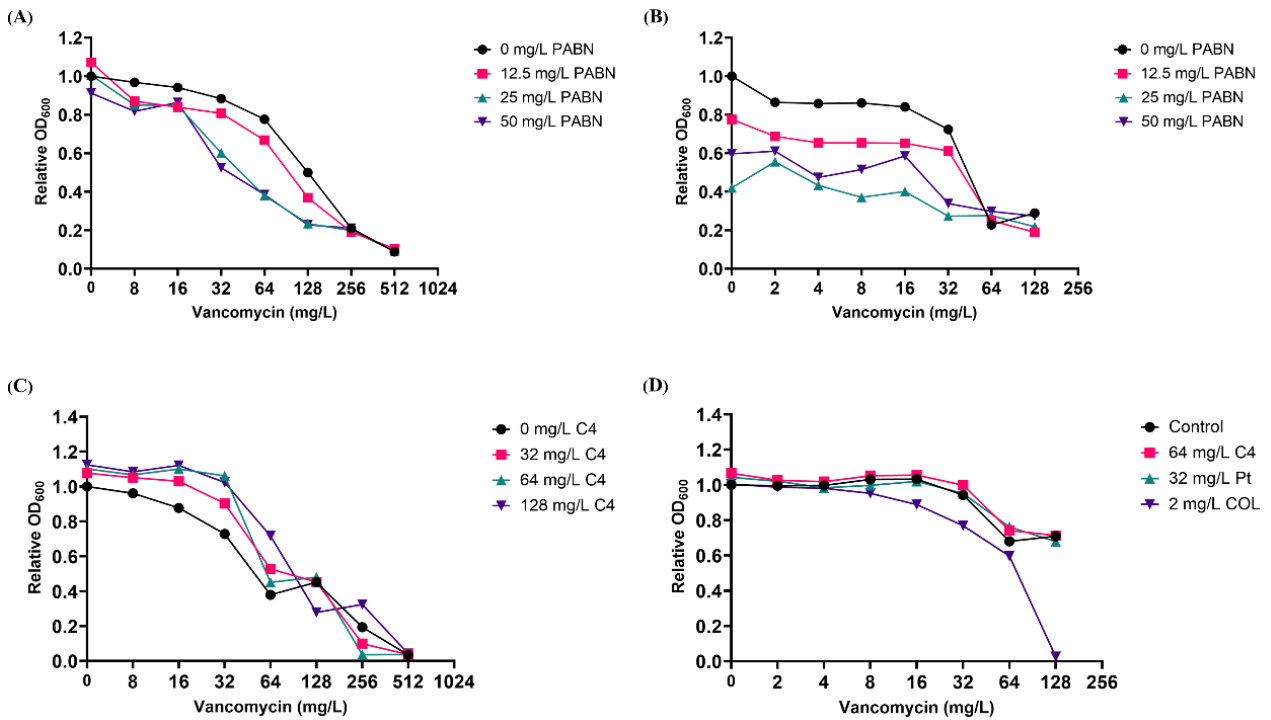 (A)
1.2
1.0
0.8
0.6
0.4
0.2
0.0
Relative OD600
0 8 16 32 64 128 256 512 1024
Vancomycin (mg/L)
0 mg/L PABN
12.5 mg/L PABN
25 mg/L PABN
50 mg/L PABN
(B)
1.2
1.0
0.8
0.6
0.4
0.2
0.0
Relative OD600
0 2 4 8 16 32 64 128 256
Vancomycin (mg/L)
0 mg/L PABN
12.5 mg/L PABN
25 mg/L PABN
50 mg/L PABN
(C)
1.4
1.2
1.0
0.8
0.6
0.4
0.2
0.0
Relative OD600
0 8 16 32 64 128 256 512 1024
Vancomycin (mg/L)
0 mg/L C4
32 mg/L C4
64 mg/L C4
128 mg/L C4
(D)
1.4
1.2
1.0
0.8
0.6
0.4
0.2
0.0
Relative OD600
0 2 4 8 16 32 64 128 256
Vancomycin (mg/L)
Control
64 mg/L C4
32 mg/L Pt
2 mg/L COL